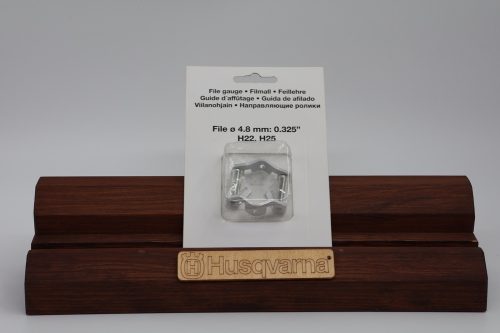 File gauge • Filmall • Feillehre
Guide d'affûtage • Guida de afilado
Viilanohjain • Направляющие ролики
File ø 4.8 mm: 0.325"
H22, H25
H Husqvarna